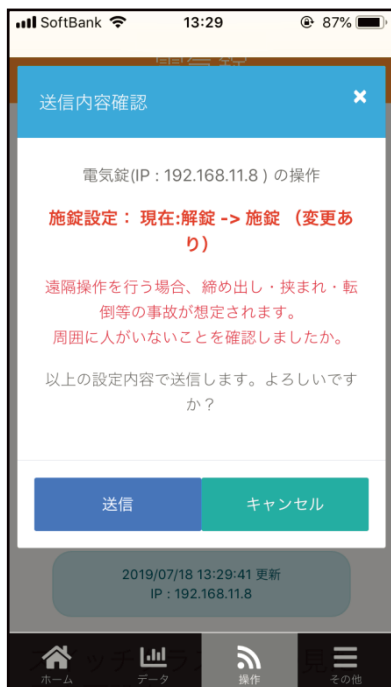 SoftBank 13:29 87%
電気錠
送信内容確認 ×
電気錠(IP : 192.168.11.8 ) の操作
施錠設定： 現在:解錠 -> 施錠 （変更あ
り）
遠隔操作を行う場合、締め出し・挟まれ・転
倒等の事故が想定されます。
周囲に人がいないことを確認しましたか。
以上の設定内容で送信します。よろしいです
か？
送信 キャンセル
2019/07/18 13:29:41 更新
IP : 192.168.11.8
ホーム データ 操作 その他